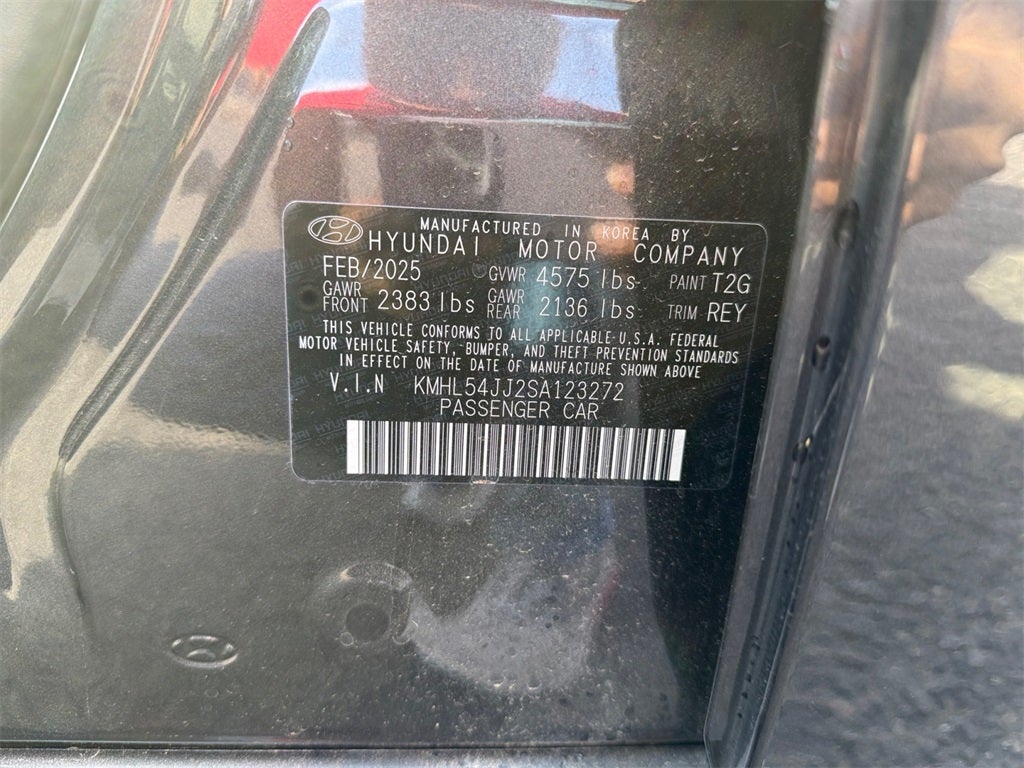 MANUFACTURED IN KOREA BY
HYUNDAI MOTOR COMPANY
FEB/2025 GVWR 4575 lbs. PAINT T2G
GAWR FRONT 2383 lbs GAWR REAR 2136 lbs TRIM REY
THIS VEHICLE CONFORMS TO ALL APPLICABLE U.S.A. FEDERAL
MOTOR VEHICLE SAFETY, BUMPER, AND THEFT PREVENTION STANDARDS
IN EFFECT ON THE DATE OF MANUFACTURE SHOWN ABOVE
V.I.N KMHL54JJ2SA123272
PASSENGER CAR